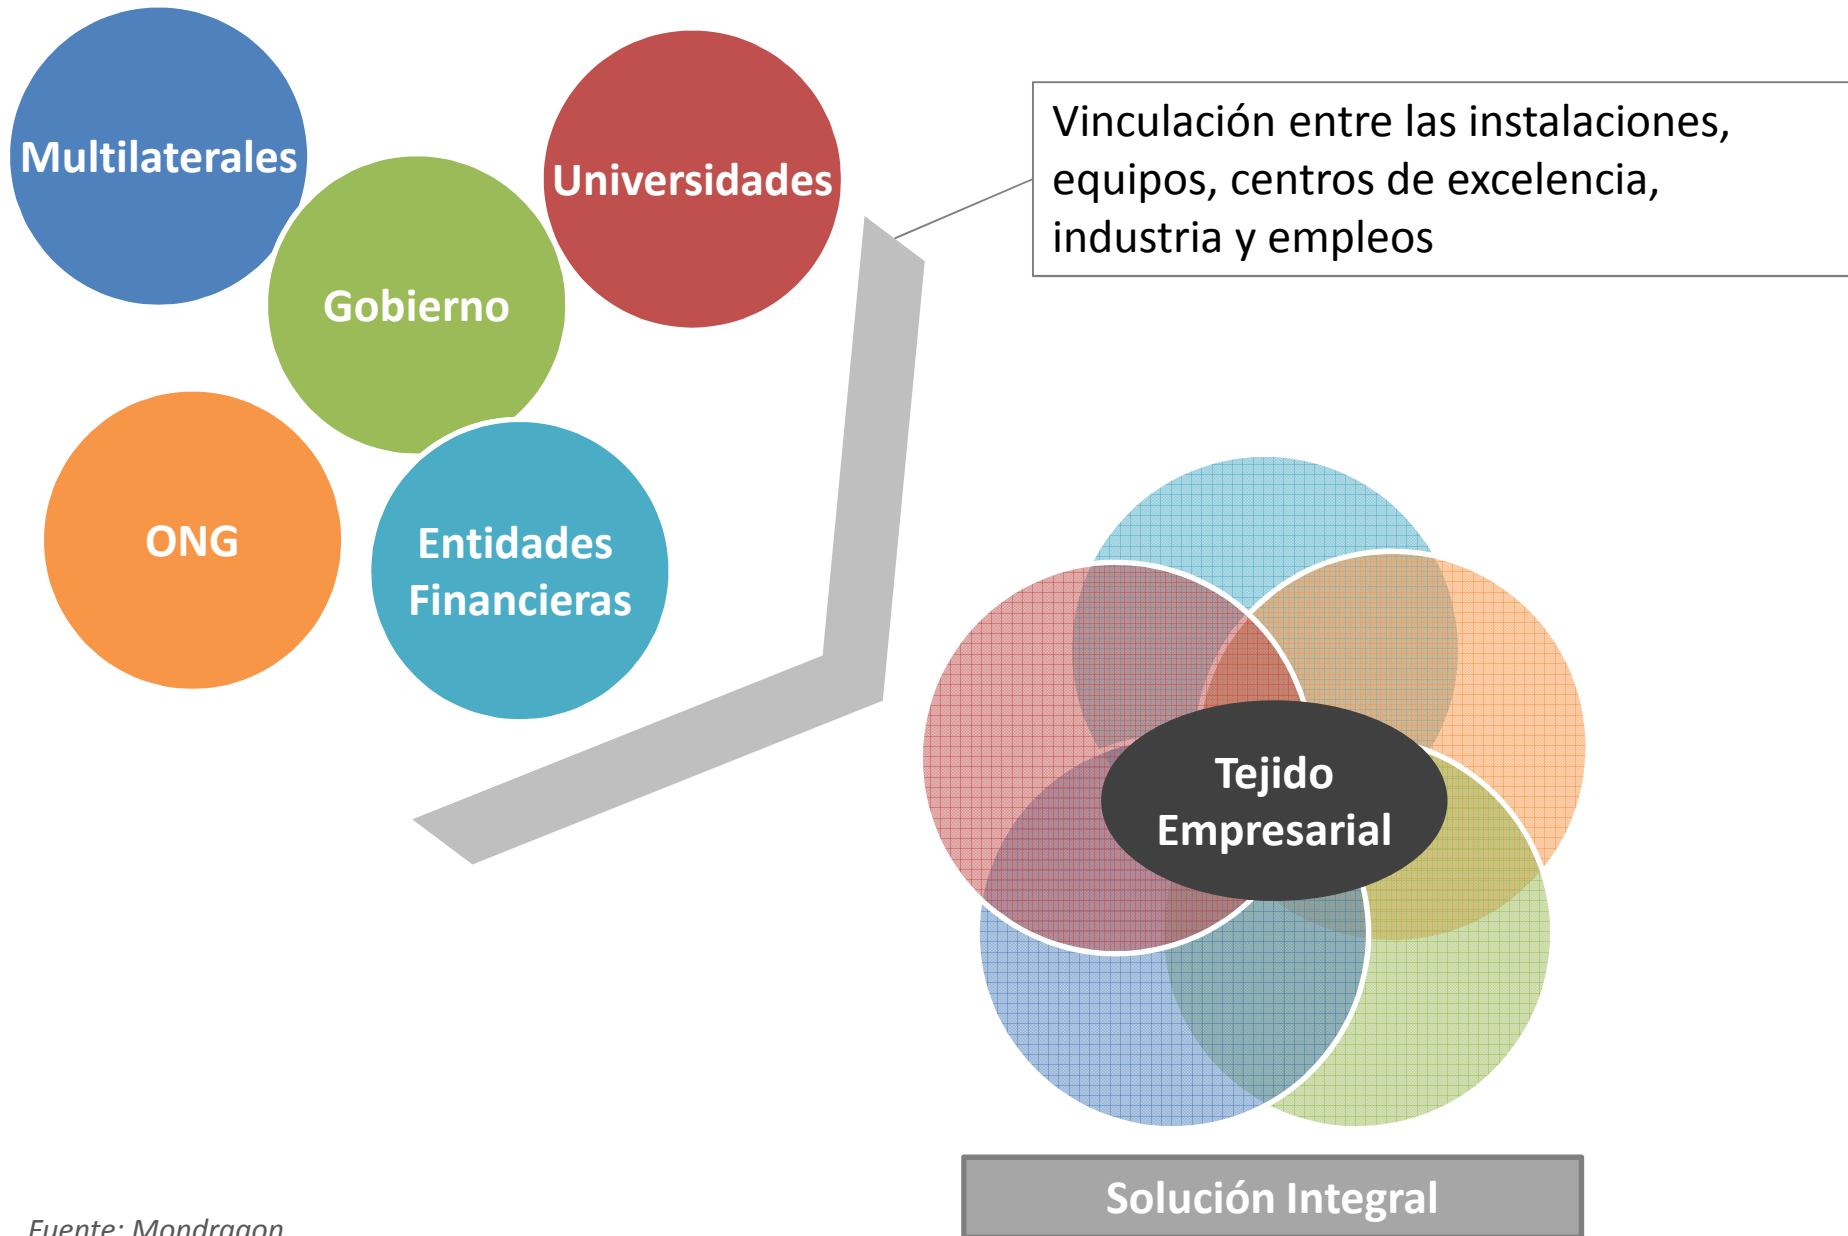 Multilaterales
Universidades
Vinculación entre las instalaciones,
equipos, centros de excelencia,
industria y empleos
Gobierno
ONG
Entidades
Financieras
Tejido
Empresarial
Solución Integral
Fuente: Mondragon